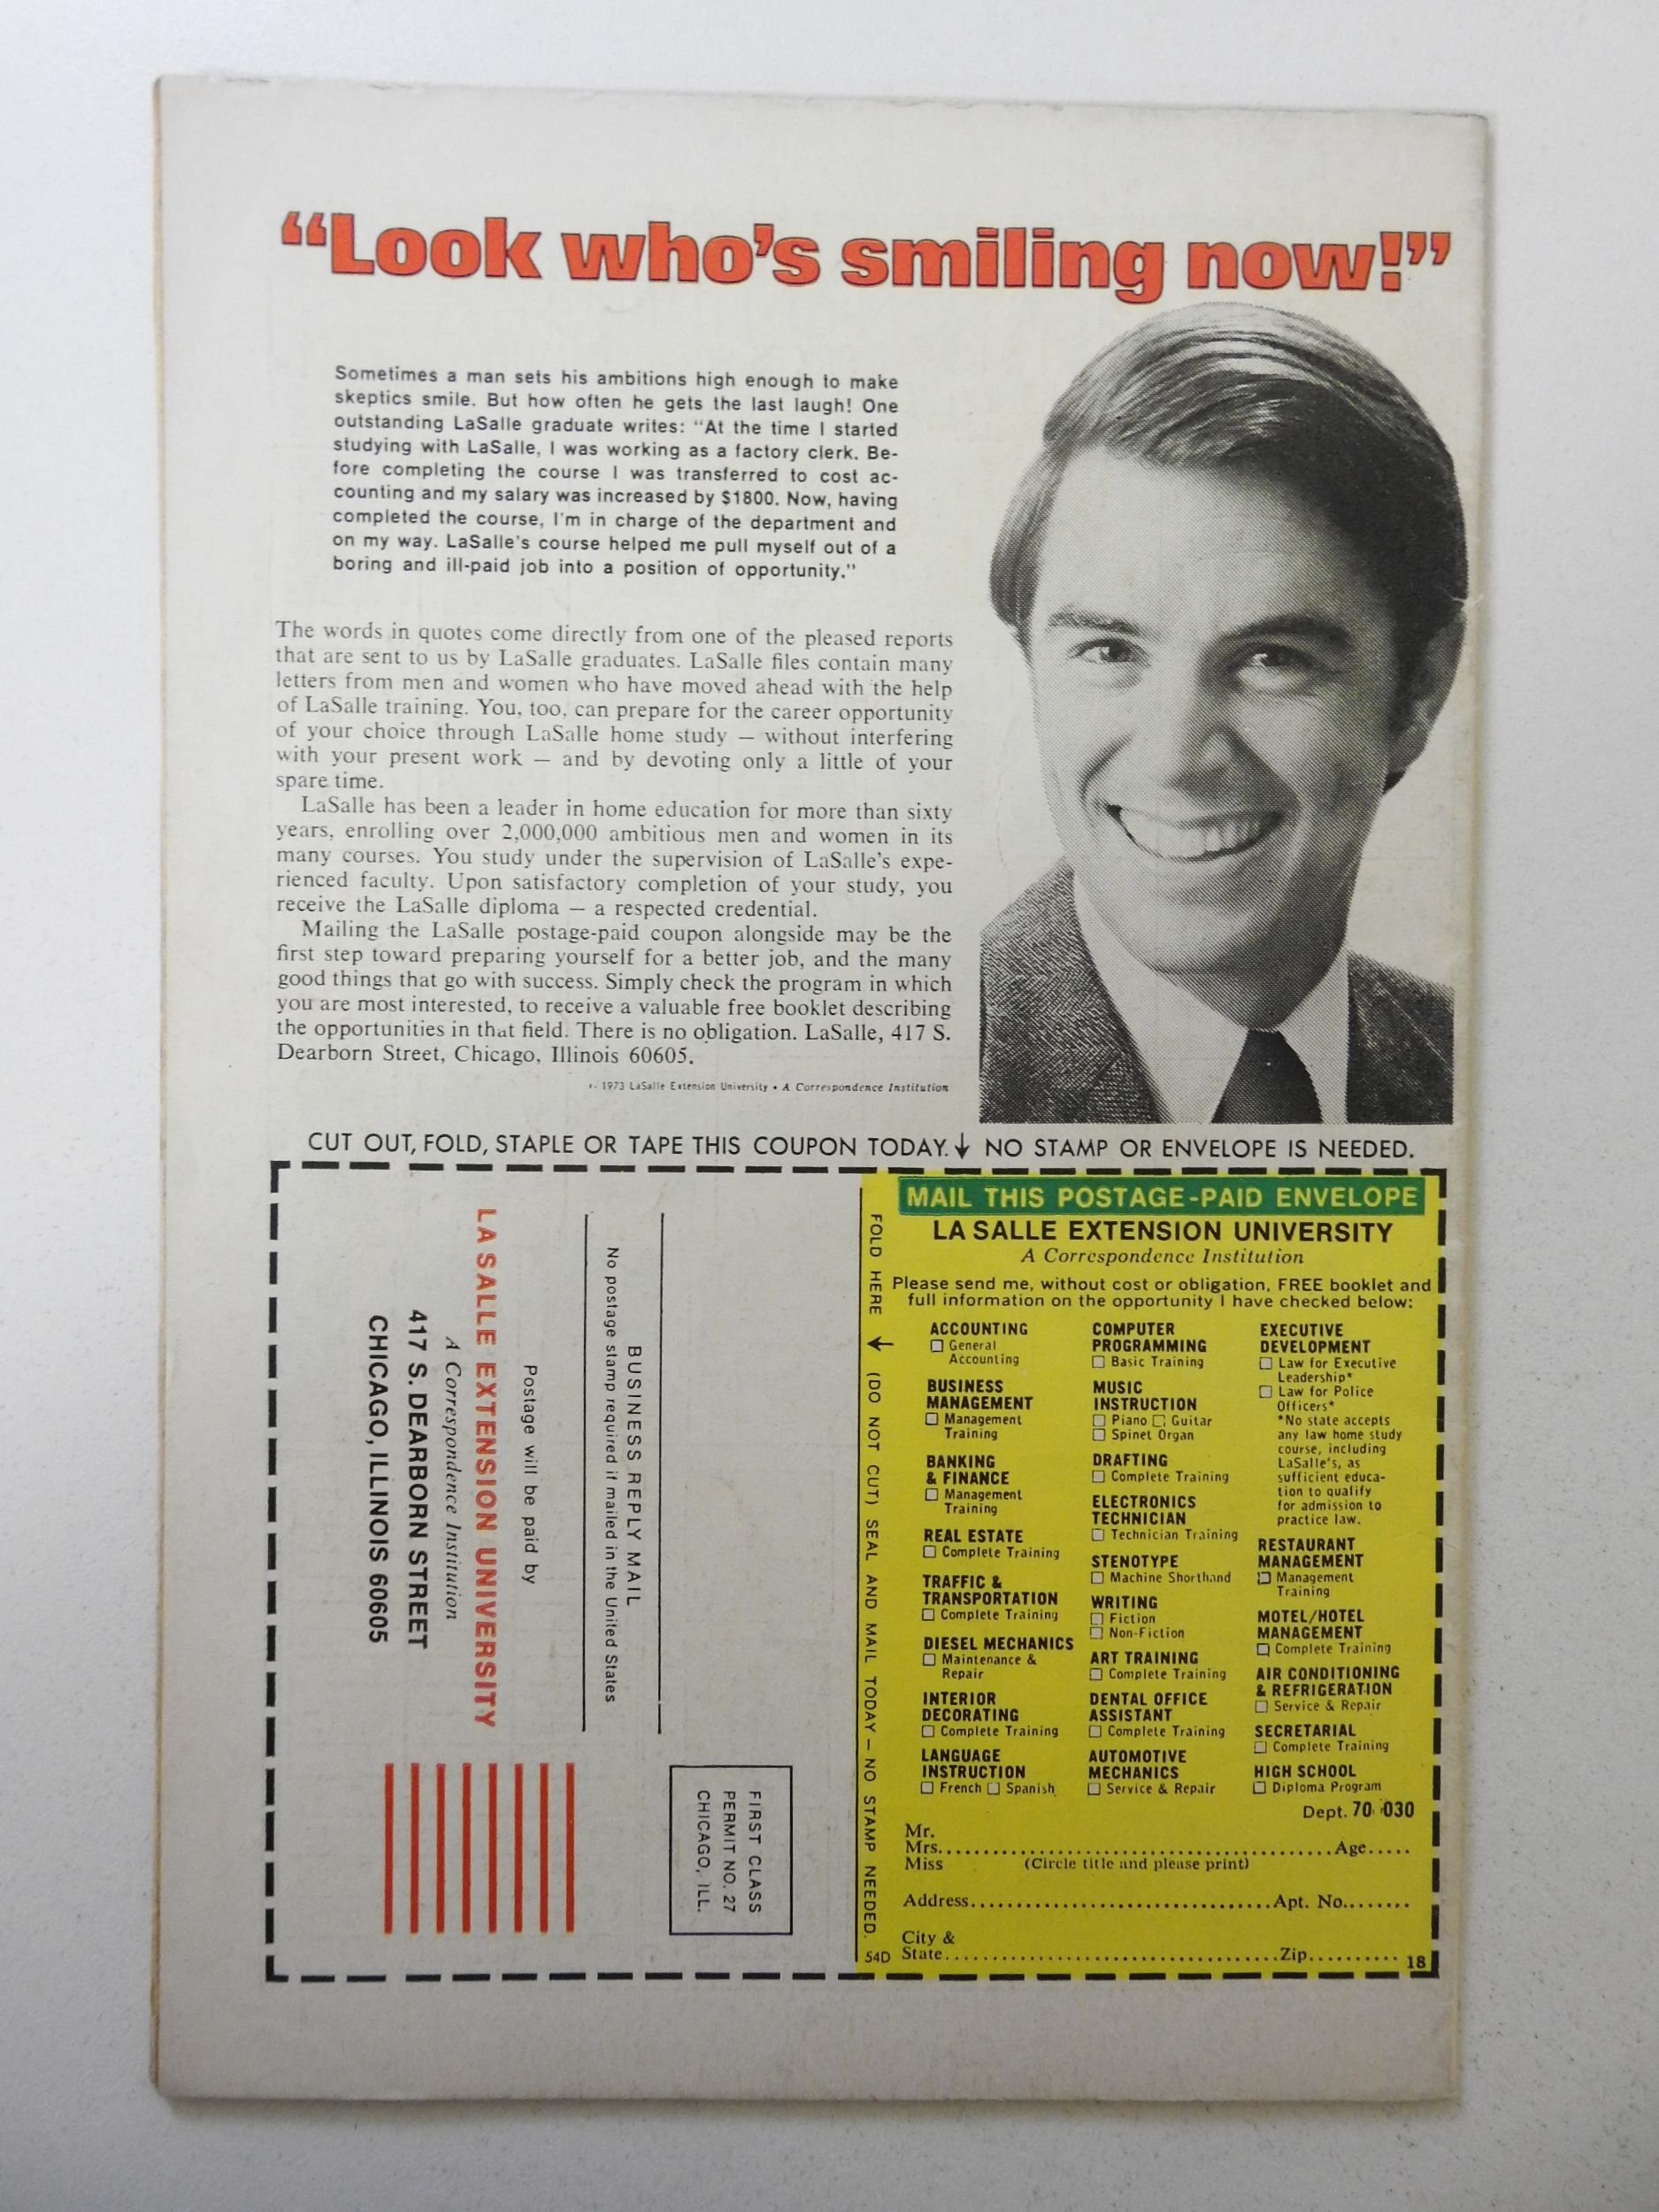 “Look who’s smiling now!”
Sometimes a man sets his ambitions high enough to make
skeptics smile. But how often he gets the last laugh! One
outstanding LaSalle graduate writes: “At the time I started
studying with LaSalle, I was working as a factory clerk. Be-
fore completing the course I was transferred to cost ac-
counting and my salary was increased by $1800. Now, having
completed the course, I’m in charge of the department and
on my way. LaSalle’s course helped me pull myself out of a
boring and ill-paid job into a position of opportunity.”
The words in quotes come directly from one of the pleased reports
that are sent to us by LaSalle graduates. LaSalle files contain many
letters from men and women who have moved ahead with the help
of LaSalle training. You, too, can prepare for the career opportunity
of your choice through LaSalle home study — without interfering
with your present work — and by devoting only a little of your
spare time.
LaSalle has been a leader in home education for more than sixty
years, enrolling over 2,000,000 ambitious men and women in its
many courses. You study under the supervision of LaSalle’s expe-
rienced faculty. Upon satisfactory completion of your study, you
receive the LaSalle diploma — a respected credential.
Mailing the LaSalle postage-paid coupon alongside may be the
first step toward preparing yourself for a better job, and the many
good things that go with success. Simply check the program in which
you are most interested, to receive a valuable free booklet describing
the opportunities in that field. There is no obligation. LaSalle, 417 S.
Dearborn Street, Chicago, Illinois 60605.
1973 LaSalle Extension University • A Correspondence Institution
CUT OUT, FOLD, STAPLE OR TAPE THIS COUPON TODAY. ↓ NO STAMP OR ENVELOPE IS NEEDED.
FIRST CLASS
PERMIT NO. 27
CHICAGO, ILL.
BUSINESS REPLY MAIL
No postage stamp required if mailed in the United States
Postage will be paid by
LA SALLE EXTENSION UNIVERSITY
A Correspondence Institution
417 S. DEARBORN STREET
CHICAGO, ILLINOIS 60605
FOLD HERE ← (DO NOT CUT) SEAL AND MAIL TODAY – NO STAMP NEEDED.
54D
MAIL THIS POSTAGE-PAID ENVELOPE
LA SALLE EXTENSION UNIVERSITY
A Correspondence Institution
Please send me, without cost or obligation, FREE booklet and
full information on the opportunity I have checked below:
ACCOUNTING
☐ General
Accounting
BUSINESS
MANAGEMENT
☐ Management
Training
BANKING
& FINANCE
☐ Management
Training
REAL ESTATE
☐ Complete Training
TRAFFIC &
TRANSPORTATION
☐ Complete Training
DIESEL MECHANICS
☐ Maintenance &
Repair
INTERIOR
DECORATING
☐ Complete Training
LANGUAGE
INSTRUCTION
☐ French ☐ Spanish
COMPUTER
PROGRAMMING
☐ Basic Training
MUSIC
INSTRUCTION
☐ Piano ☐ Guitar
☐ Spinet Organ
DRAFTING
☐ Complete Training
ELECTRONICS
TECHNICIAN
☐ Technician Training
STENOTYPE
☐ Machine Shorthand
WRITING
☐ Fiction
☐ Non-Fiction
ART TRAINING
☐ Complete Training
DENTAL OFFICE
ASSISTANT
☐ Complete Training
AUTOMOTIVE
MECHANICS
☐ Service & Repair
EXECUTIVE
DEVELOPMENT
☐ Law for Executive
Leadership*
☐ Law for Police
Officers*
*No state accepts
any law home study
course, including
LaSalle’s, as
sufficient educa-
tion to qualify
for admission to
practice law.
RESTAURANT
MANAGEMENT
☐ Management
Training
MOTEL/HOTEL
MANAGEMENT
☐ Complete Training
AIR CONDITIONING
& REFRIGERATION
☐ Service & Repair
SECRETARIAL
☐ Complete Training
HIGH SCHOOL
☐ Diploma Program
Dept. 70-030
Mr.
Mrs. Age
Miss (Circle title and please print)
Address Apt. No.
City &
State Zip
18